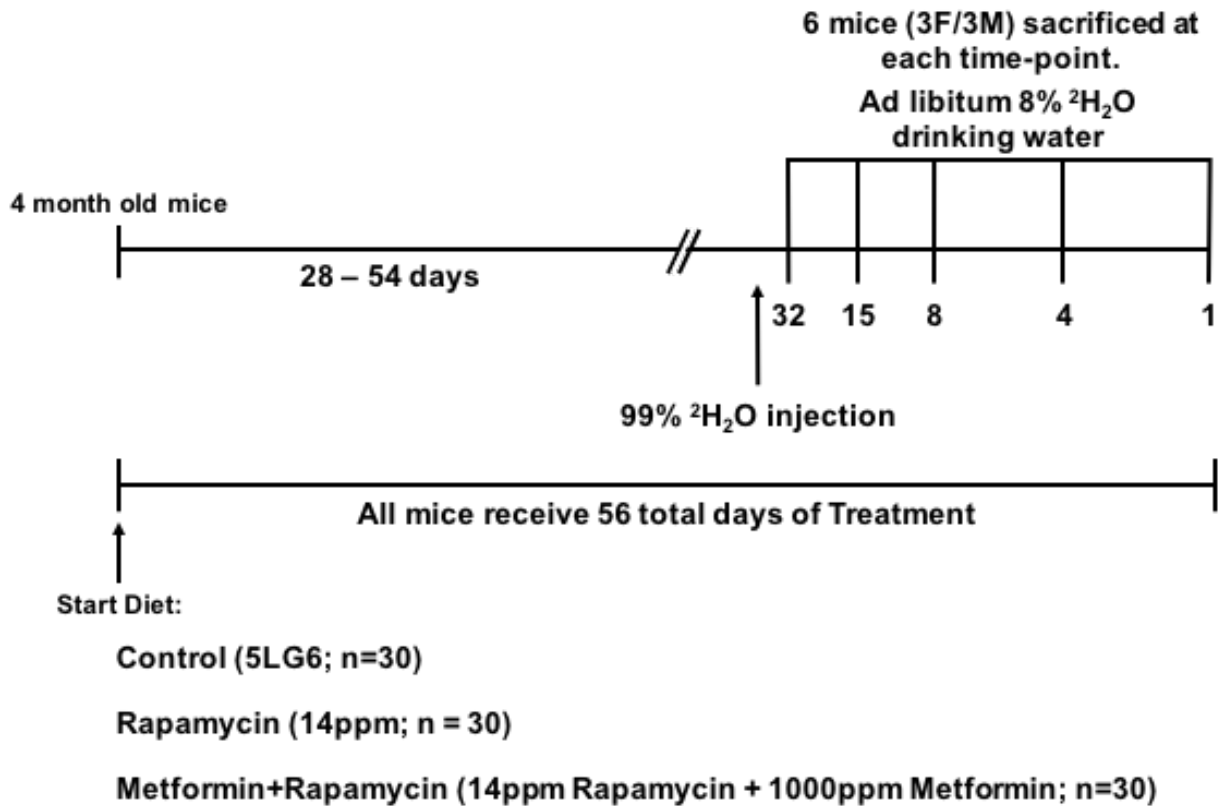 6 mice (3F/3M) sacrificed at
each time-point.
Ad libitum 8% ²H₂O
drinking water
4 month old mice
28 – 54 days
32 15 8 4 1
99% ²H₂O injection
All mice receive 56 total days of Treatment
Start Diet:
Control (5LG6; n=30)
Rapamycin (14ppm; n = 30)
Metformin+Rapamycin (14ppm Rapamycin + 1000ppm Metformin; n=30)